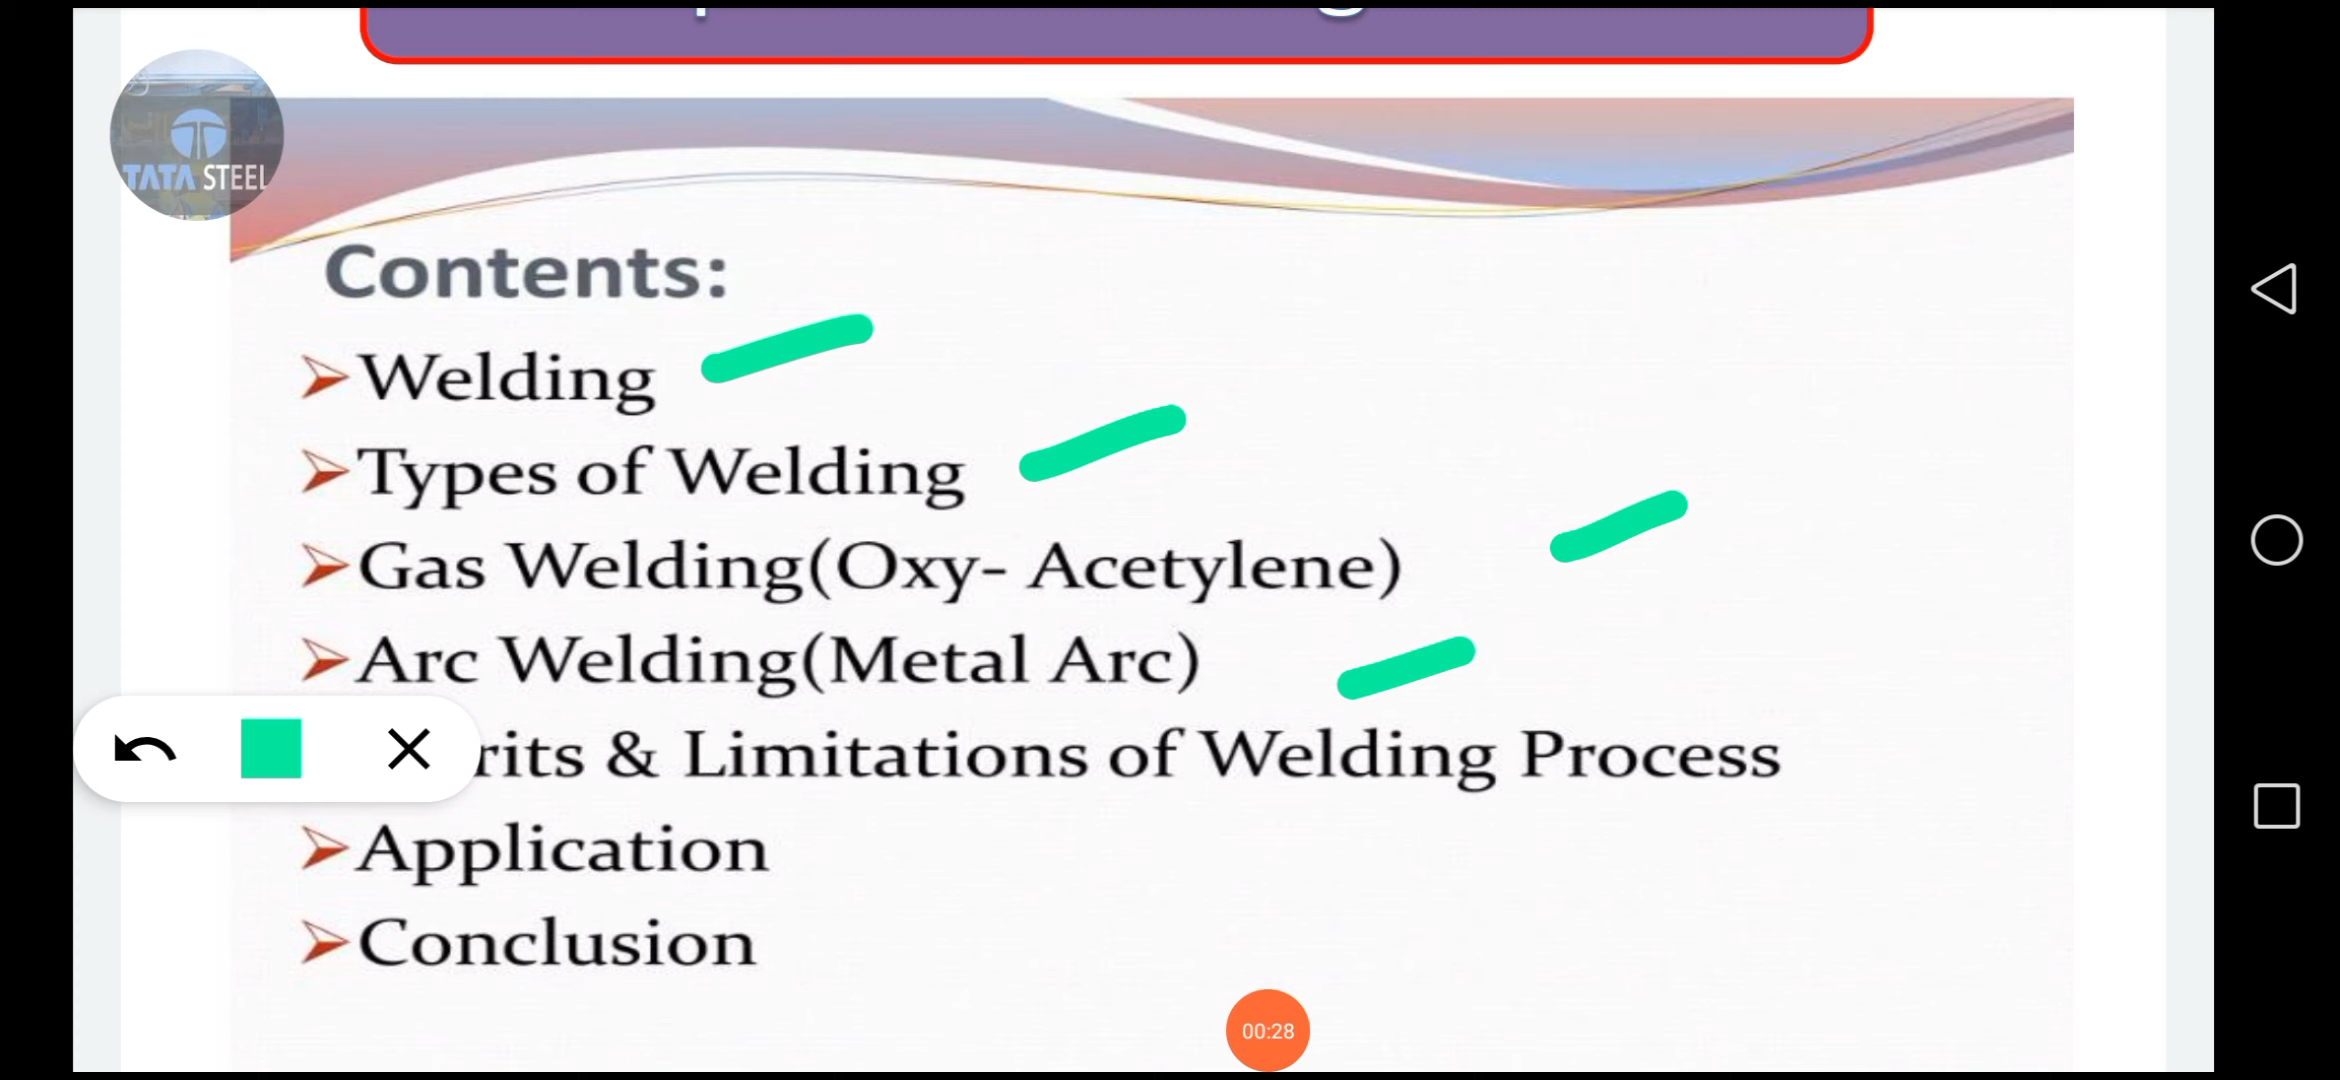 TATA STEEL
Contents:
Welding
Types of Welding
Gas Welding(Oxy- Acetylene)
Arc Welding(Metal Arc)
rits & Limitations of Welding Process
Application
Conclusion
00:28